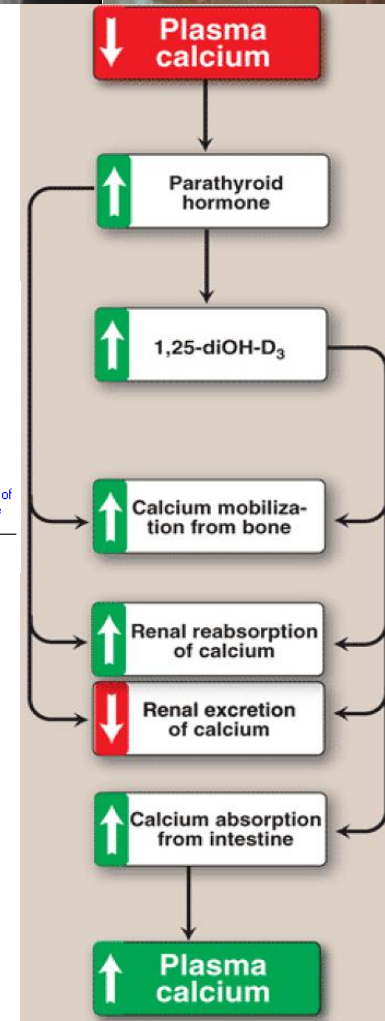 Plasma
calcium
Parathyroid
hormone
1,25-diOH-D₃
of
Calcium mobiliza-
tion from bone
Renal reabsorption
of calcium
Renal excretion
of calcium
Calcium absorption
from intestine
Plasma
calcium